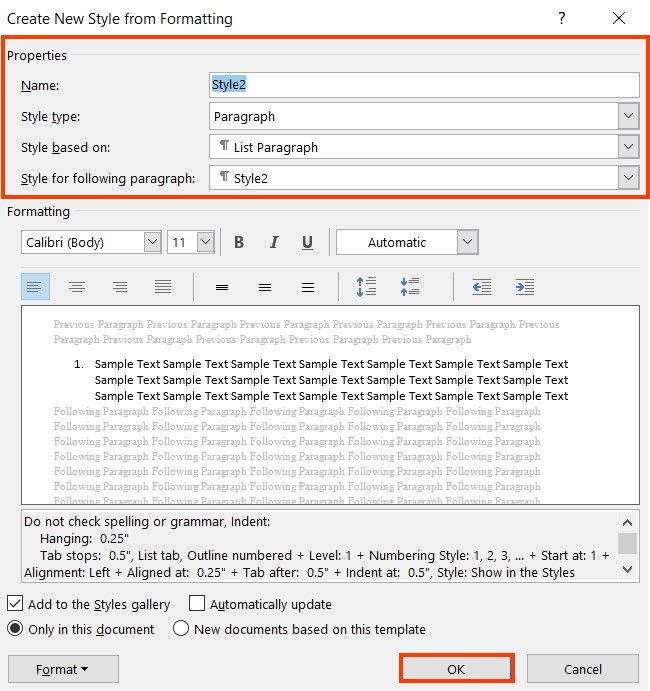 Create New Style from Formatting
?
Properties
Name:
Style2
Style type:
Paragraph
Style based on:
¶ List Paragraph
Style for following paragraph:
¶ Style2
Formatting
Calibri (Body)
11
B I U
Automatic
Previous Paragraph Previous Paragraph Previous Paragraph Previous Paragraph Previous Paragraph Previous
Paragraph Previous Paragraph Previous Paragraph Previous Paragraph Previous Paragraph
1. Sample Text Sample Text Sample Text Sample Text Sample Text Sample Text Sample Text
Sample Text Sample Text Sample Text Sample Text Sample Text Sample Text Sample Text
Sample Text Sample Text Sample Text Sample Text Sample Text Sample Text Sample Text
Following Paragraph Following Paragraph Following Paragraph Following Paragraph Following Paragraph
Following Paragraph Following Paragraph Following Paragraph Following Paragraph Following Paragraph
Following Paragraph Following Paragraph Following Paragraph Following Paragraph Following Paragraph
Following Paragraph Following Paragraph Following Paragraph Following Paragraph Following Paragraph
Following Paragraph Following Paragraph Following Paragraph Following Paragraph Following Paragraph
Following Paragraph Following Paragraph Following Paragraph Following Paragraph Following Paragraph
Following Paragraph Following Paragraph Following Paragraph Following Paragraph Following Paragraph
Do not check spelling or grammar, Indent:
Hanging: 0.25"
Tab stops: 0.5", List tab, Outline numbered + Level: 1 + Numbering Style: 1, 2, 3, ... + Start at: 1 +
Alignment: Left + Aligned at: 0.25" + Tab after: 0.5" + Indent at: 0.5", Style: Show in the Styles
Add to the Styles gallery
Automatically update
Only in this document
New documents based on this template
Format
OK
Cancel